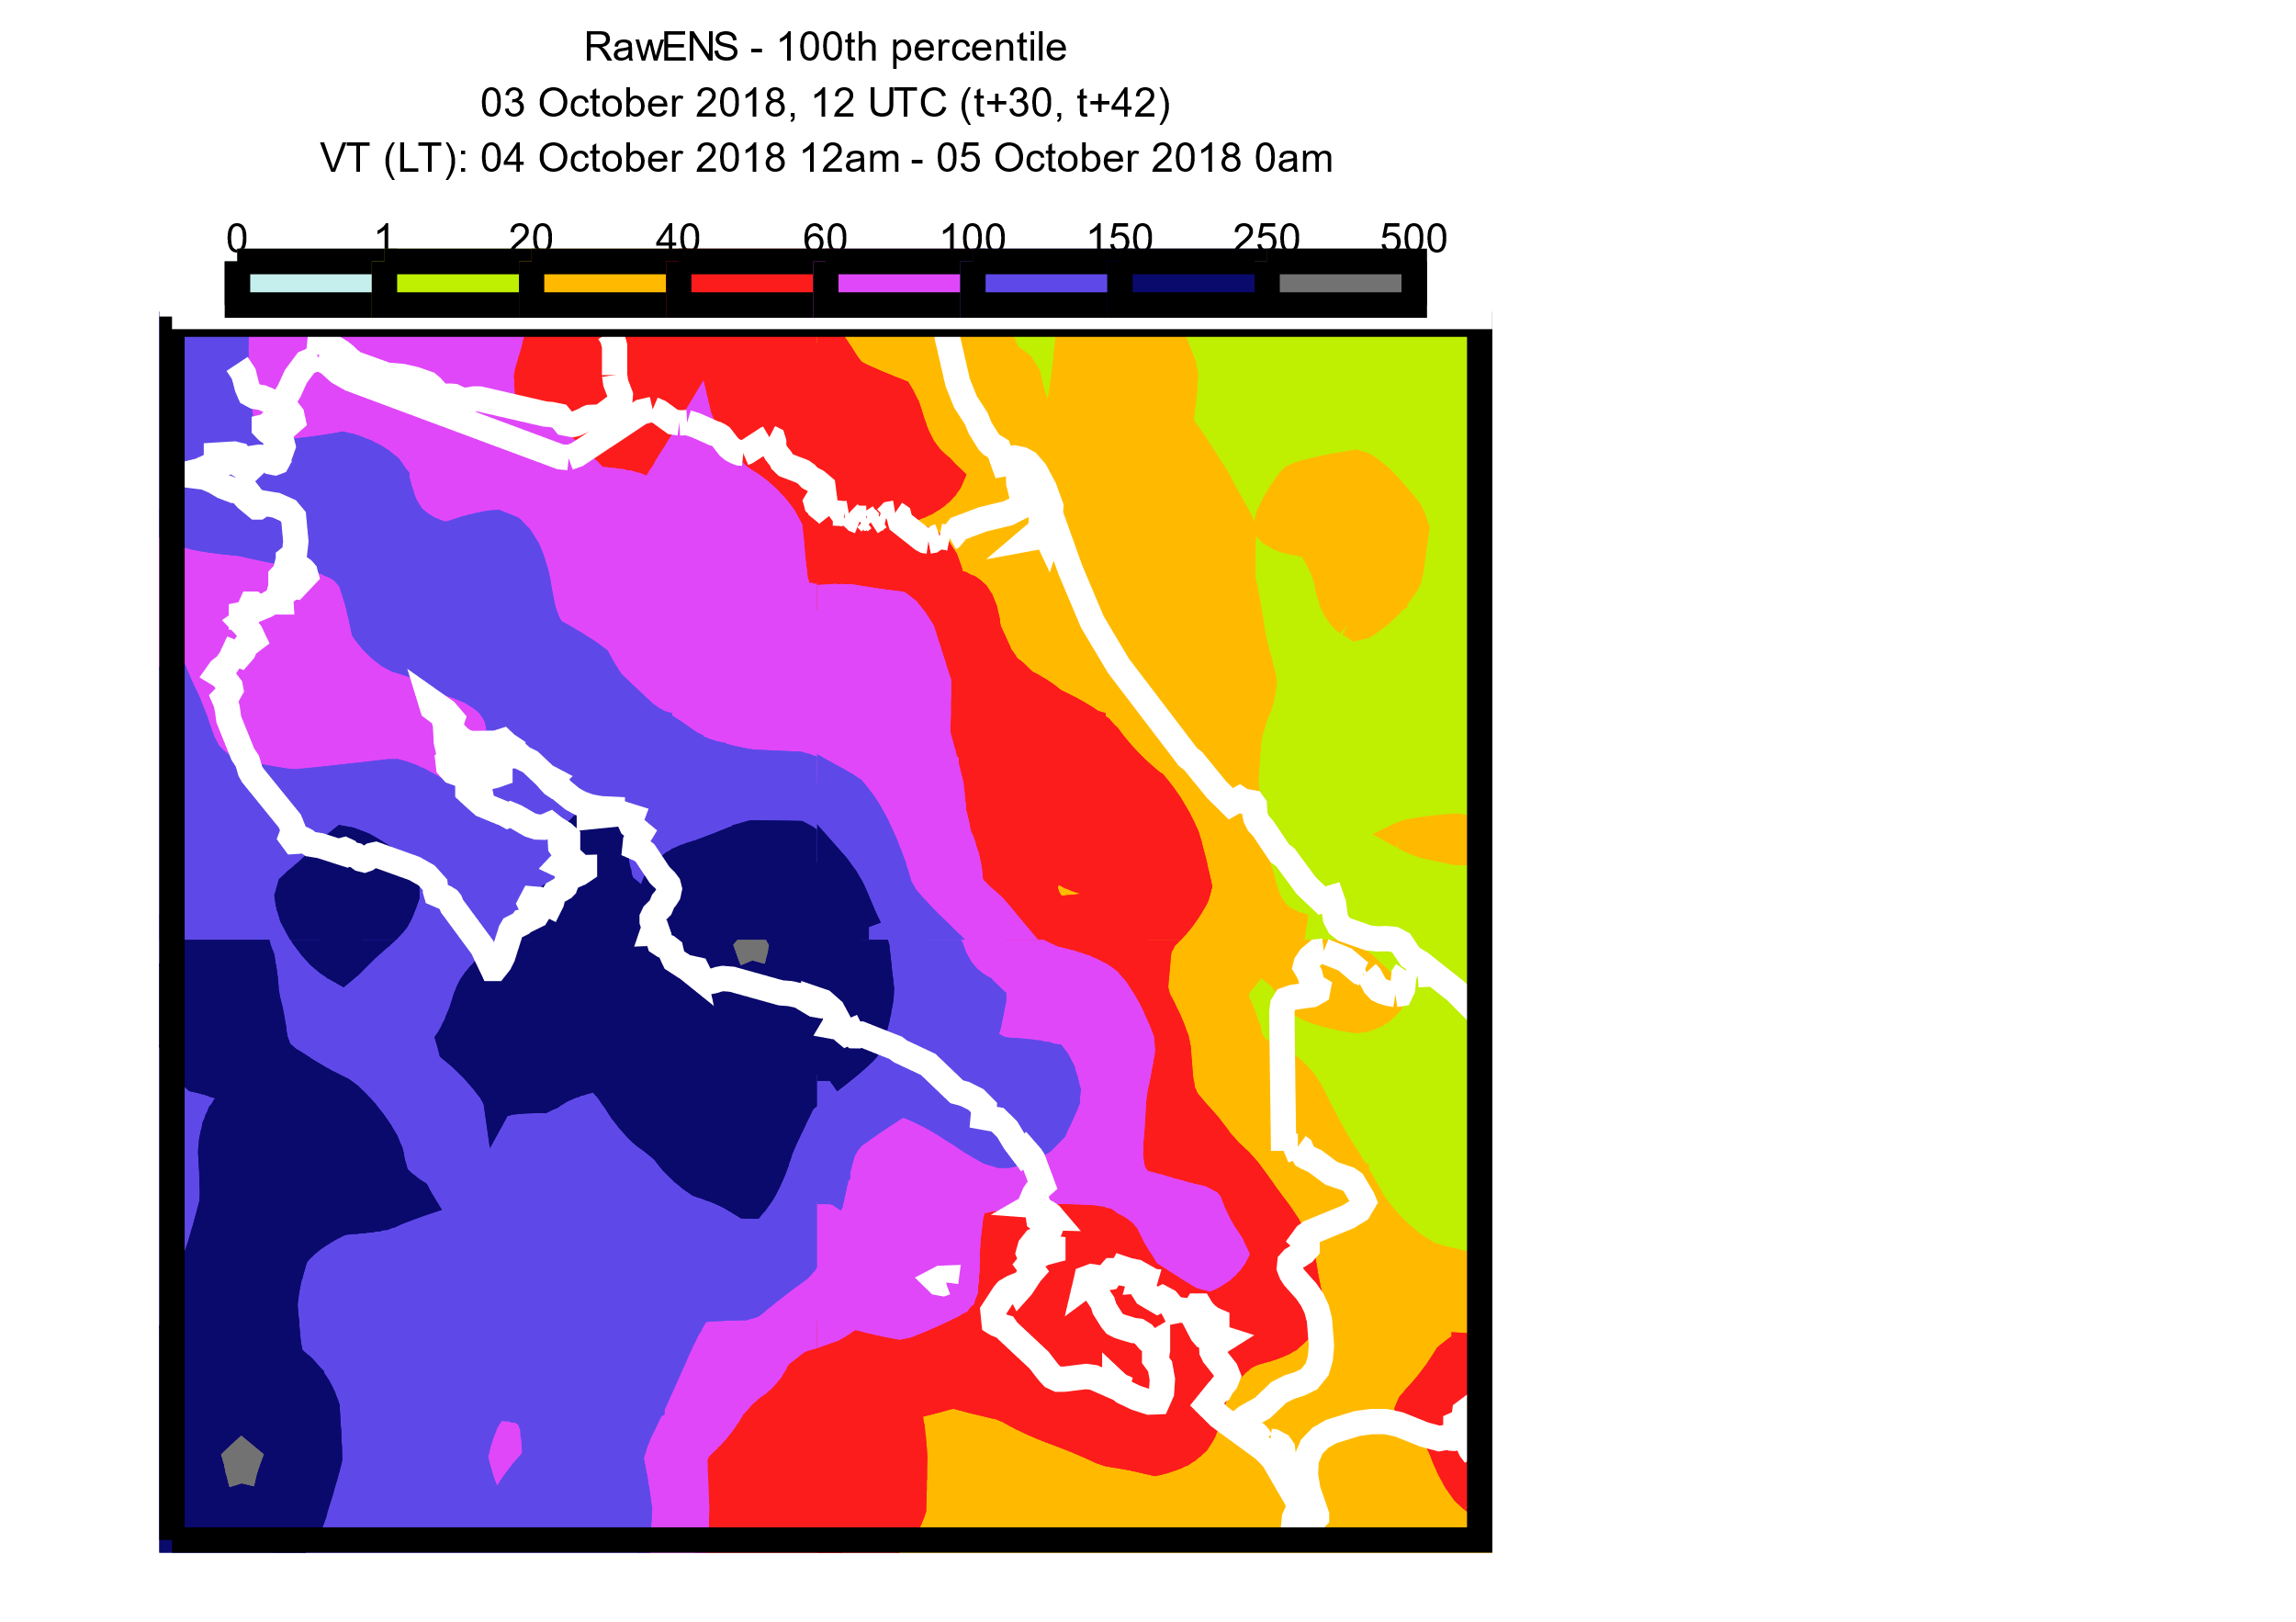 RawENS - 100th percentile
03 October 2018, 12 UTC (t+30, t+42)
VT (LT): 04 October 2018 12am - 05 October 2018 0am
0 1 20 40 60 100 150 250 500